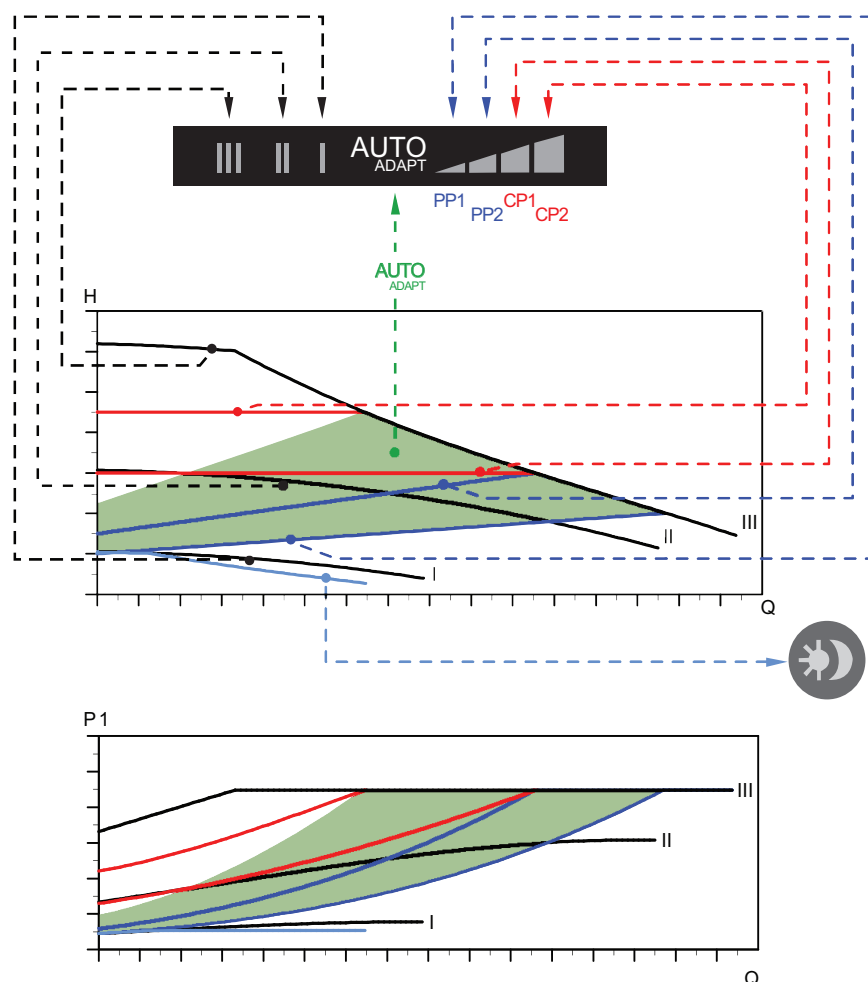 III II I AUTO
ADAPT
PP1 CP1
PP2 CP2
AUTO
ADAPT
H
III
II
I
Q
P1
III
II
I
Q